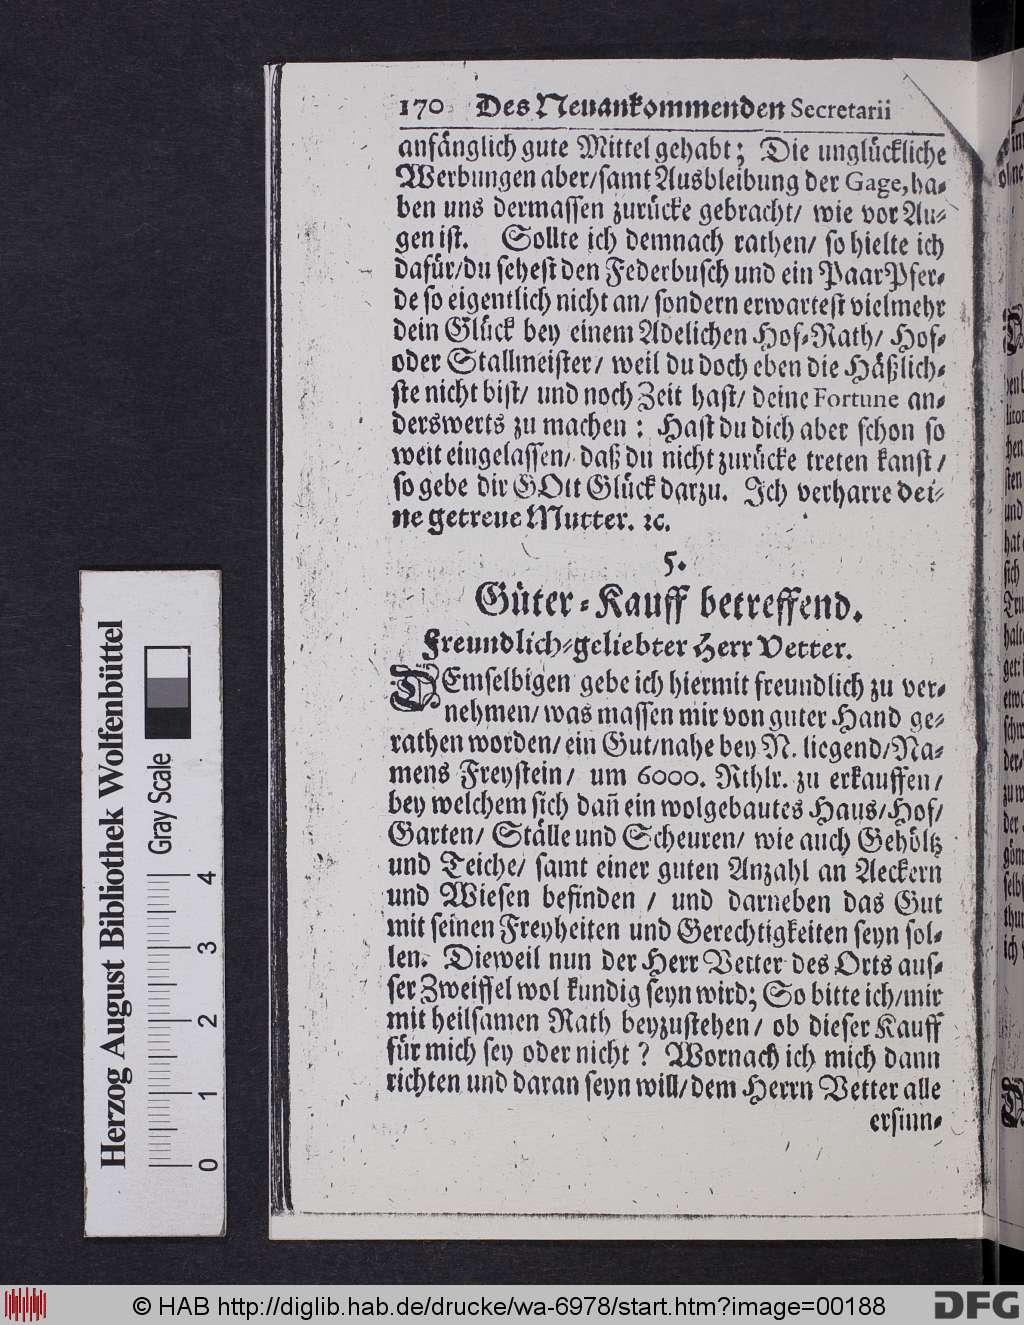 170 Des Neuankommenden Secretarii
anfänglich gute Mittel gehabt; Die unglückliche
Werbungen aber/samt Ausbleibung der Gage, ha-
ben uns dermassen zurücke gebracht/ wie vor Au-
gen ist. Sollte ich demnach rathen/ so hielte ich
dafür/du sehest den Federbusch und ein Paar Pfer-
de so eigentlich nicht an/ sondern erwartest vielmehr
dein Glück bey einem Adelichen Hof-Rath/ Hof-
oder Stallmeister/ weil du doch eben die Häßlich-
ste nicht bist/ und noch Zeit hast/ deine Fortune an-
derswerts zu machen: Hast du dich aber schon so
weit eingelassen/ daß du nicht zurücke treten kanst/
so gebe dir GOtt Glück darzu. Ich verharre dei-
ne getreue Mutter. ꝛc.
5.
Güter-Kauff betreffend.
Freundlich-geliebter Herr Vetter.
DEmselbigen gebe ich hiermit freundlich zu ver-
nehmen/ was massen mir von guter Hand ge-
rathen worden/ ein Gut/nahe bey N. liegend/Na-
mens Freystein/ um 6000. Rthlr. zu erkauffen/
bey welchem sich dañ ein wolgebautes Haus/ Hof/
Garten/ Ställe und Scheuren/ wie auch Gehöltz
und Teiche/ samt einer guten Anzahl an Aeckern
und Wiesen befinden / und darneben das Gut
mit seinen Freyheiten und Gerechtigkeiten seyn sol-
len. Dieweil nun der Herr Vetter des Orts aus-
ser Zweiffel wol kundig seyn wird; So bitte ich/mir
mit heilsamen Rath beyzustehen/ ob dieser Kauff
für mich sey oder nicht? Wornach ich mich dann
richten und daran seyn will/ dem Herrn Vetter alle
ersinn-
Herzog August Bibliothek Wolfenbüttel
Gray Scale
0 1 2 3 4
© HAB http://diglib.hab.de/drucke/wa-6978/start.htm?image=00188
DFG